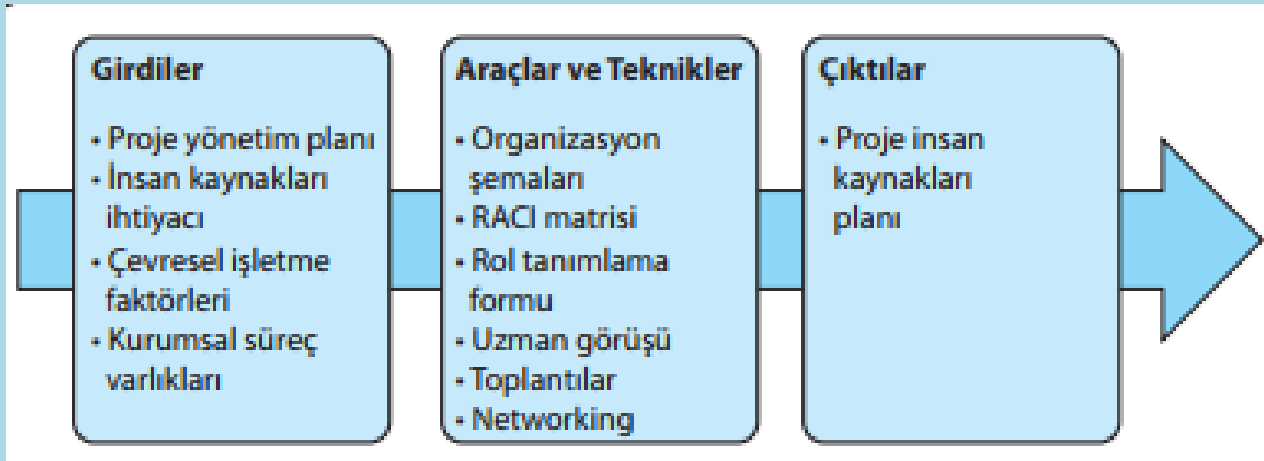 Girdiler
• Proje yönetim planı
• İnsan kaynakları
ihtiyacı
• Çevresel işletme
faktörleri
• Kurumsal süreç
varlıkları
Araçlar ve Teknikler
• Organizasyon
şemaları
• RACI matrisi
• Rol tanımlama
formu
• Uzman görüşü
• Toplantılar
• Networking
Çıktılar
• Proje insan
kaynakları
planı